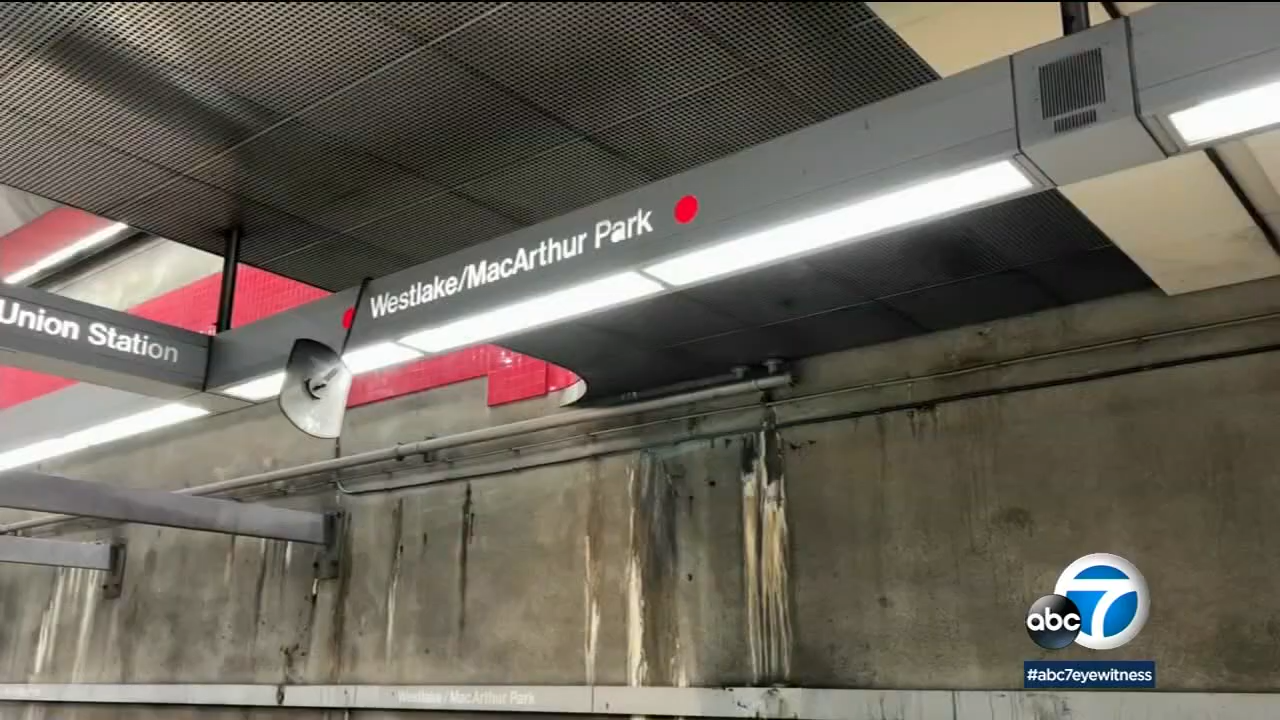 Westlake/MacArthur Park
Union Station
Westlake/MacArthur Park
abc 7
#abc7eyewitness